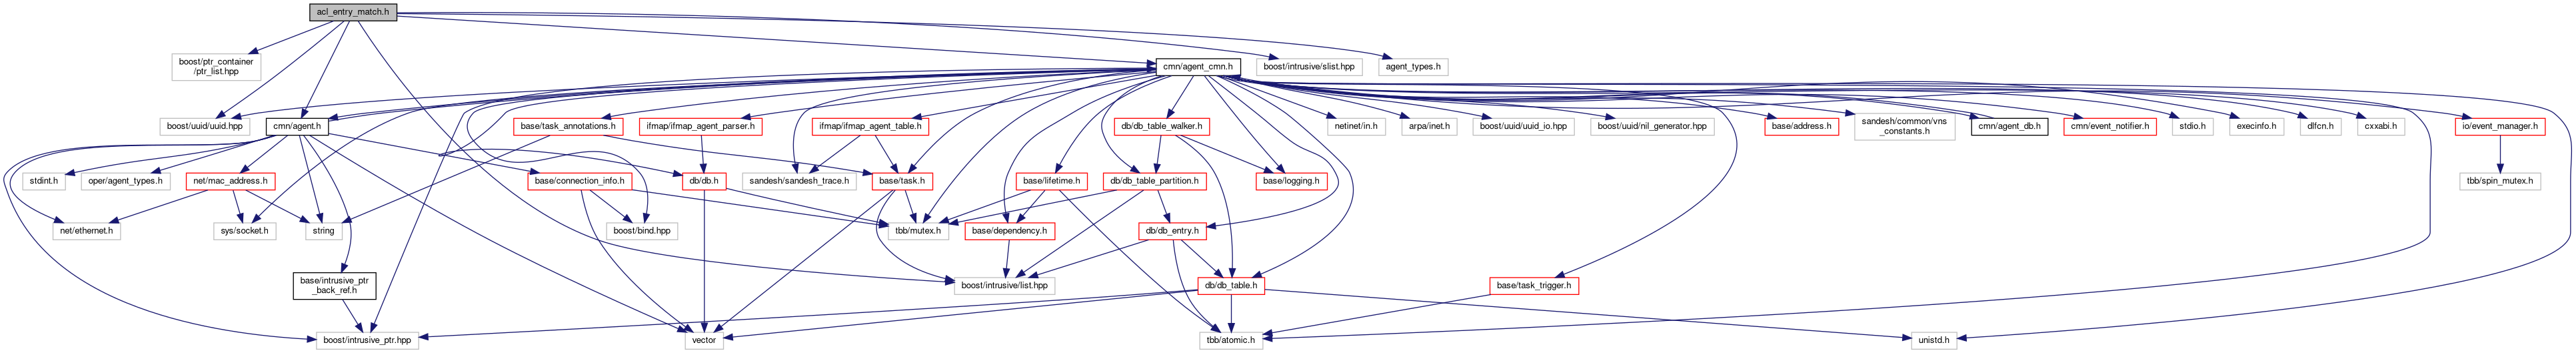 acl_entry_match.h
boost/ptr_container
/ptr_list.hpp
cmn/agent_cmn.h
boost/intrusive/slist.hpp
agent_types.h
boost/uuid/uuid.hpp
cmn/agent.h
base/task_annotations.h
ifmap/ifmap_agent_parser.h
ifmap/ifmap_agent_table.h
db/db_table_walker.h
netinet/in.h
arpa/inet.h
boost/uuid/uuid_io.hpp
boost/uuid/nil_generator.hpp
base/address.h
sandesh/common/vns
_constants.h
cmn/agent_db.h
cmn/event_notifier.h
stdio.h
execinfo.h
dlfcn.h
cxxabi.h
io/event_manager.h
stdint.h
oper/agent_types.h
net/mac_address.h
base/connection_info.h
db/db.h
sandesh/sandesh_trace.h
base/task.h
base/lifetime.h
db/db_table_partition.h
base/logging.h
tbb/spin_mutex.h
net/ethernet.h
sys/socket.h
string
boost/bind.hpp
tbb/mutex.h
base/dependency.h
db/db_entry.h
base/intrusive_ptr
_back_ref.h
boost/intrusive/list.hpp
db/db_table.h
base/task_trigger.h
boost/intrusive_ptr.hpp
vector
tbb/atomic.h
unistd.h